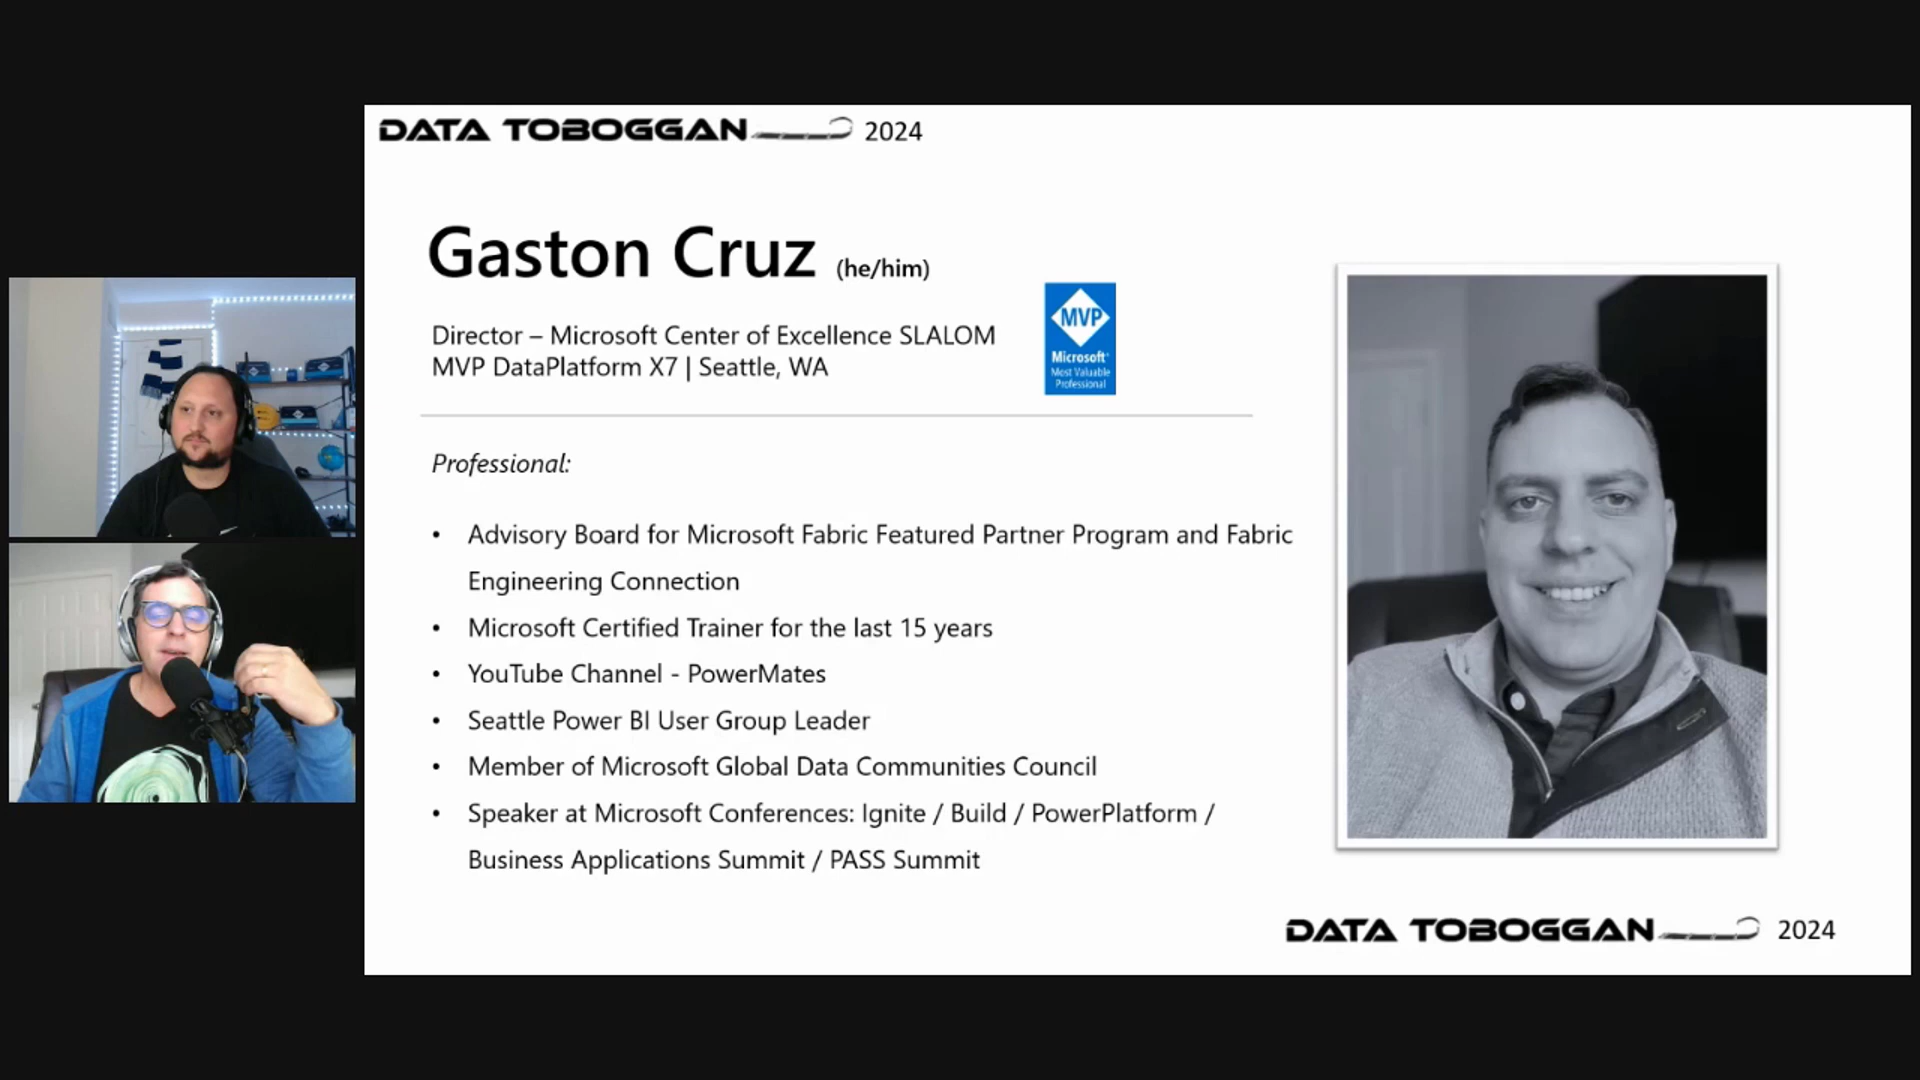 DATA TOBOGGAN 2024
Gaston Cruz (he/him)
Director – Microsoft Center of Excellence SLALOM
MVP DataPlatform X7 | Seattle, WA
MVP
Microsoft®
Most Valuable
Professional
Professional:
• Advisory Board for Microsoft Fabric Featured Partner Program and Fabric
Engineering Connection
• Microsoft Certified Trainer for the last 15 years
• YouTube Channel - PowerMates
• Seattle Power BI User Group Leader
• Member of Microsoft Global Data Communities Council
• Speaker at Microsoft Conferences: Ignite / Build / PowerPlatform /
Business Applications Summit / PASS Summit
DATA TOBOGGAN 2024